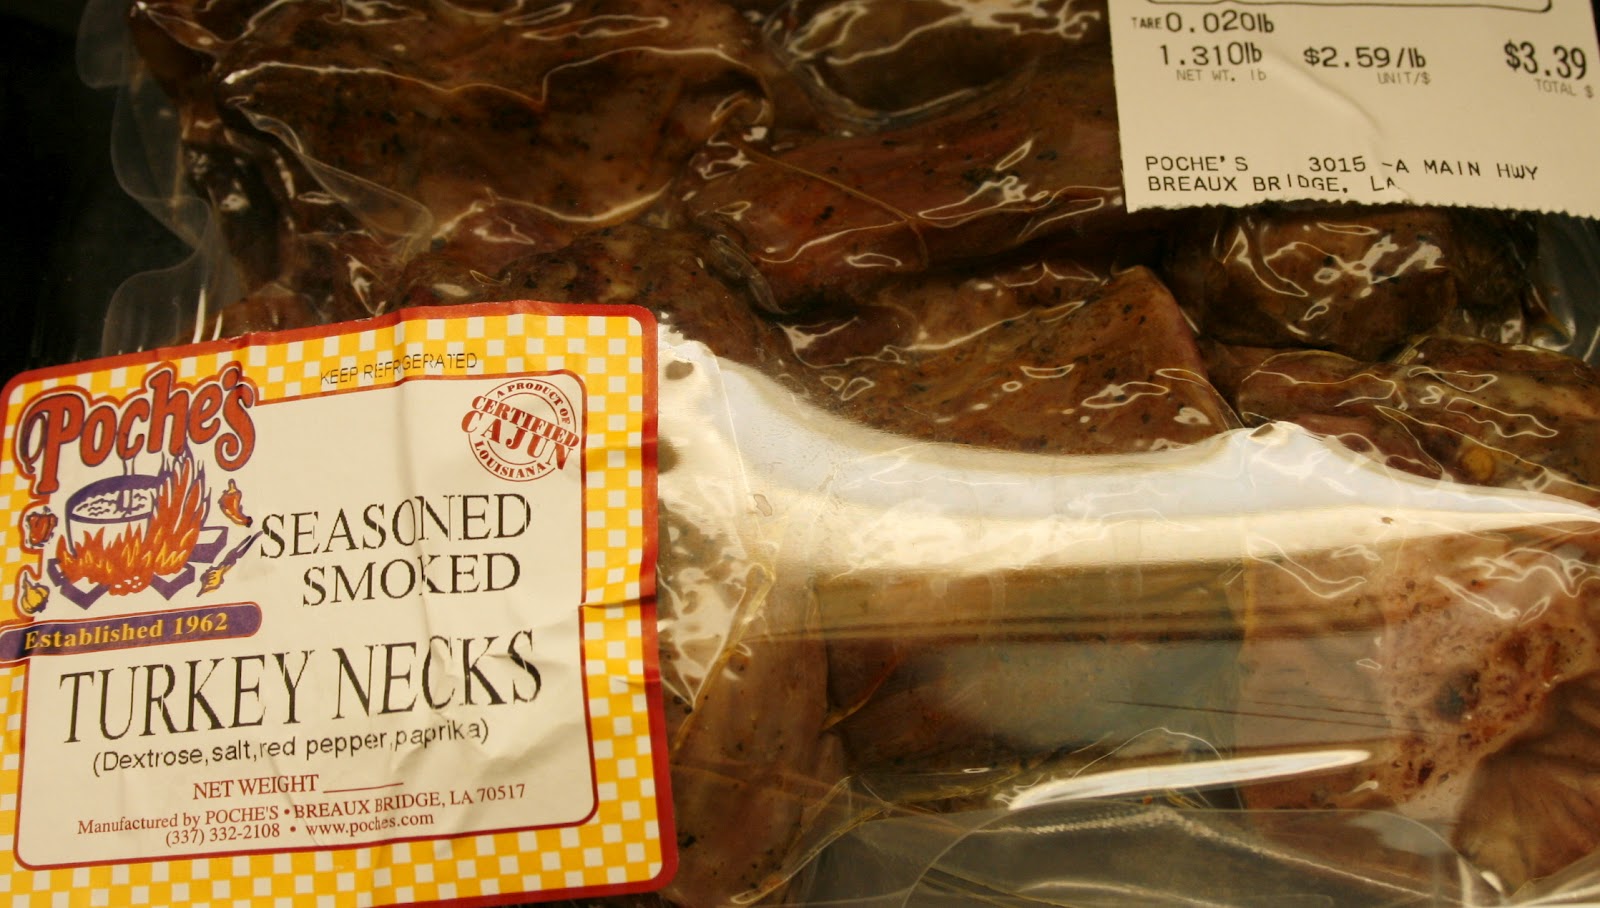 TARE 0.020lb
1.310lb $2.59/lb $3.39
NET WT. lb UNIT/$ TOTAL $
POCHE'S 3015 -A MAIN HWY
BREAUX BRIDGE, LA
KEEP REFRIGERATED
Poche's
A PRODUCT OF
CERTIFIED
CAJUN
LOUISIANA
SEASONED
SMOKED
Established 1962
TURKEY NECKS
(Dextrose,salt,red pepper,paprika)
NET WEIGHT
Manufactured by POCHE'S • BREAUX BRIDGE, LA 70517
(337) 332-2108 • www.poches.com